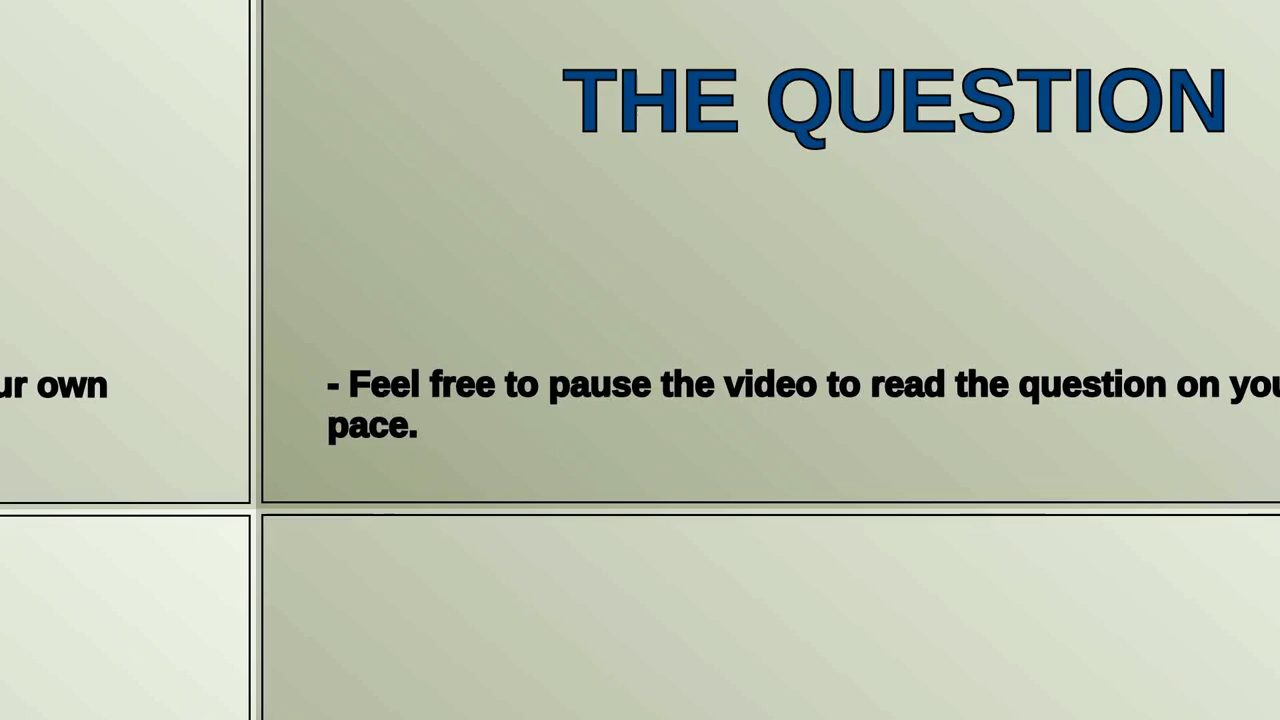 THE QUESTION
ur own
- Feel free to pause the video to read the question on you
pace.